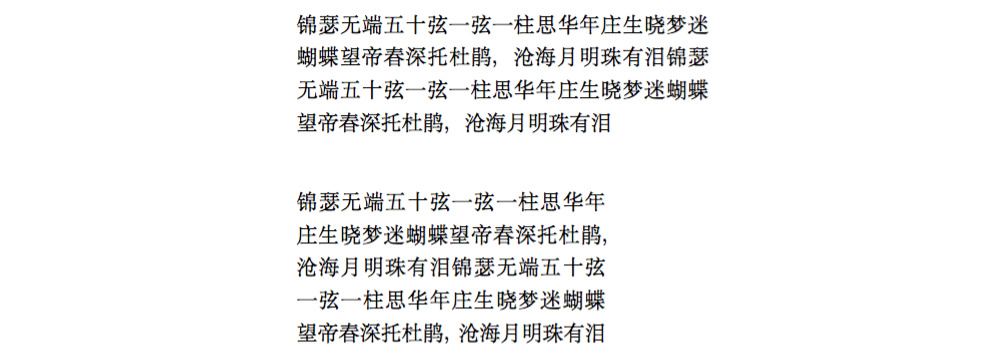 锦瑟无端五十弦一弦一柱思华年庄生晓梦迷
蝴蝶望帝春深托杜鹃，沧海月明珠有泪锦瑟
无端五十弦一弦一柱思华年庄生晓梦迷蝴蝶
望帝春深托杜鹃，沧海月明珠有泪
锦瑟无端五十弦一弦一柱思华年
庄生晓梦迷蝴蝶望帝春深托杜鹃，
沧海月明珠有泪锦瑟无端五十弦
一弦一柱思华年庄生晓梦迷蝴蝶
望帝春深托杜鹃，沧海月明珠有泪